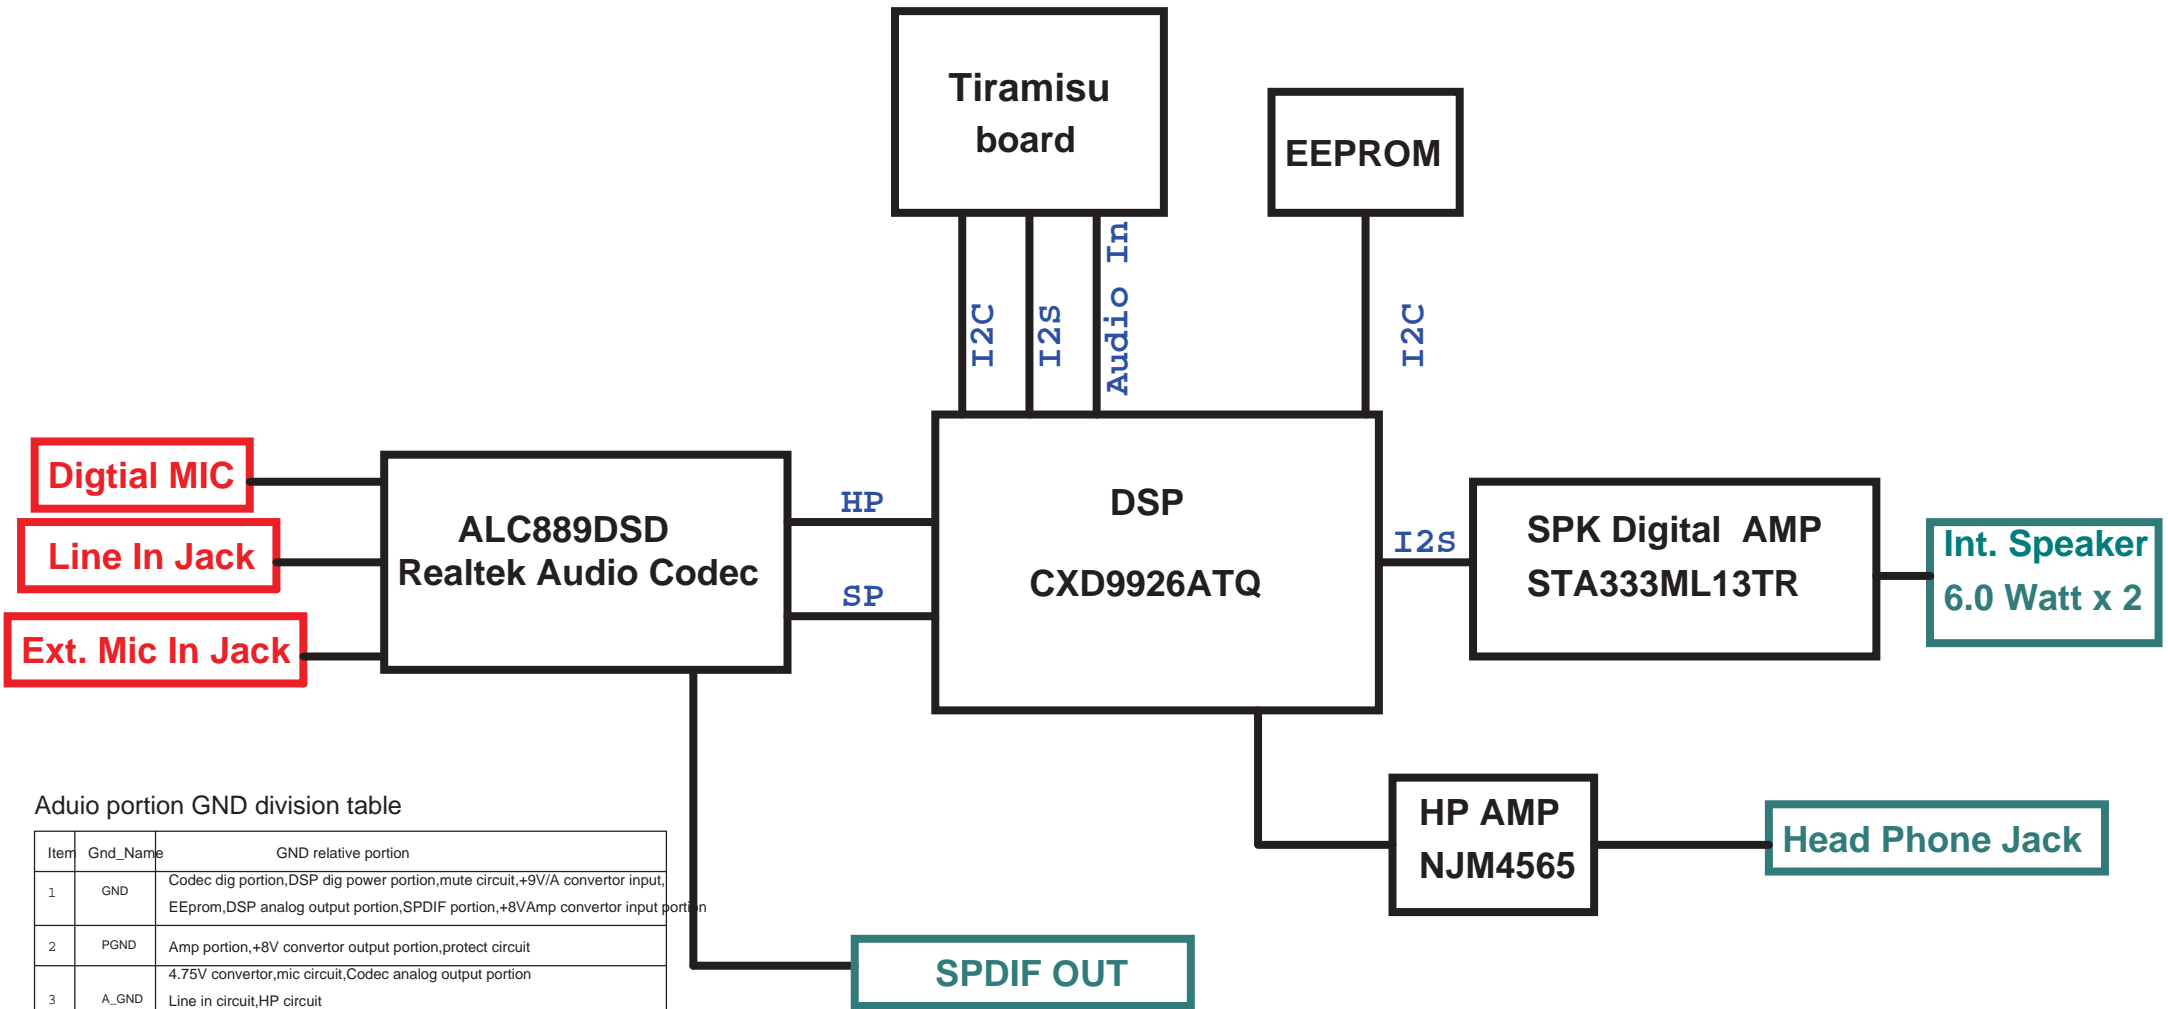 Tiramisu
board
EEPROM
I2C
I2S
Audio In
I2C
Digtial MIC
Line In Jack
Ext. Mic In Jack
ALC889DSD
Realtek Audio Codec
HP
SP
DSP
CXD9926ATQ
I2S
SPK Digital AMP
STA333ML13TR
Int. Speaker
6.0 Watt x 2
HP AMP
NJM4565
Head Phone Jack
SPDIF OUT
Aduio portion GND division table
Item Gnd_Name GND relative portion
1 GND Codec dig portion,DSP dig power portion,mute circuit,+9V/A convertor input,
EEprom,DSP analog output portion,SPDIF portion,+8VAmp convertor input portion
2 PGND Amp portion,+8V convertor output portion,protect circuit
4.75V convertor,mic circuit,Codec analog output portion
3 A_GND Line in circuit,HP circuit